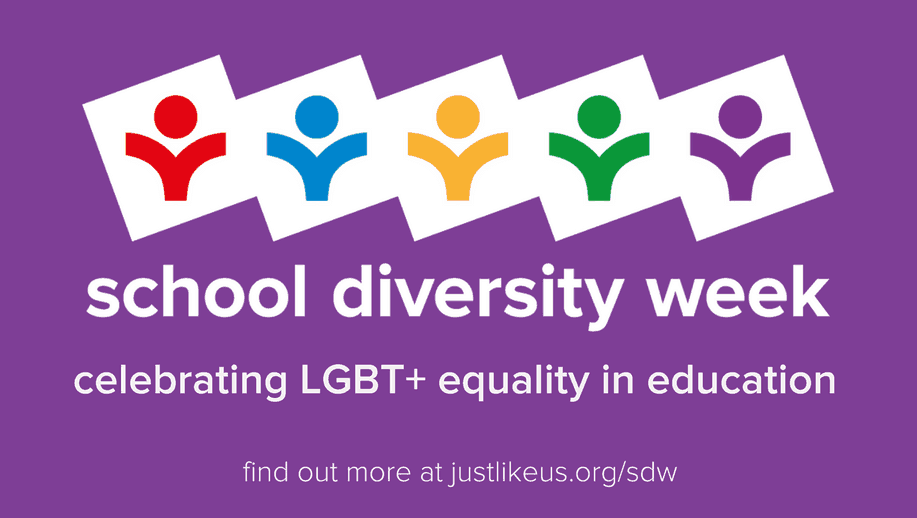 school diversity week
celebrating LGBT+ equality in education
find out more at justlikeus.org/sdw